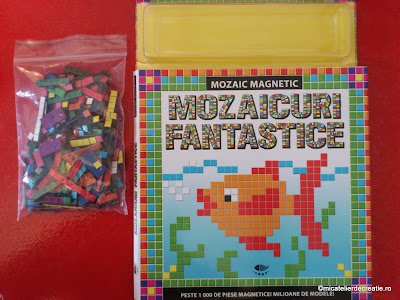 MOZAIC MAGNETIC
MOZAICURI
FANTASTICE
PESTE 1 000 DE PIESE MAGNETICE! MILIOANE DE MODELE!
©micatelierdecreatie.ro